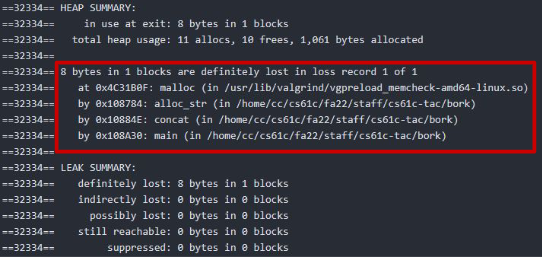 ==32334== HEAP SUMMARY:
==32334==     in use at exit: 8 bytes in 1 blocks
==32334==   total heap usage: 11 allocs, 10 frees, 1,061 bytes allocated
==32334==
==32334== 8 bytes in 1 blocks are definitely lost in loss record 1 of 1
==32334==    at 0x4C31B0F: malloc (in /usr/lib/valgrind/vgpreload_memcheck-amd64-linux.so)
==32334==    by 0x108784: alloc_str (in /home/cc/cs61c/fa22/staff/cs61c-tac/bork)
==32334==    by 0x10884E: concat (in /home/cc/cs61c/fa22/staff/cs61c-tac/bork)
==32334==    by 0x108A30: main (in /home/cc/cs61c/fa22/staff/cs61c-tac/bork)
==32334==
==32334== LEAK SUMMARY:
==32334==    definitely lost: 8 bytes in 1 blocks
==32334==    indirectly lost: 0 bytes in 0 blocks
==32334==      possibly lost: 0 bytes in 0 blocks
==32334==    still reachable: 0 bytes in 0 blocks
==32334==         suppressed: 0 bytes in 0 blocks